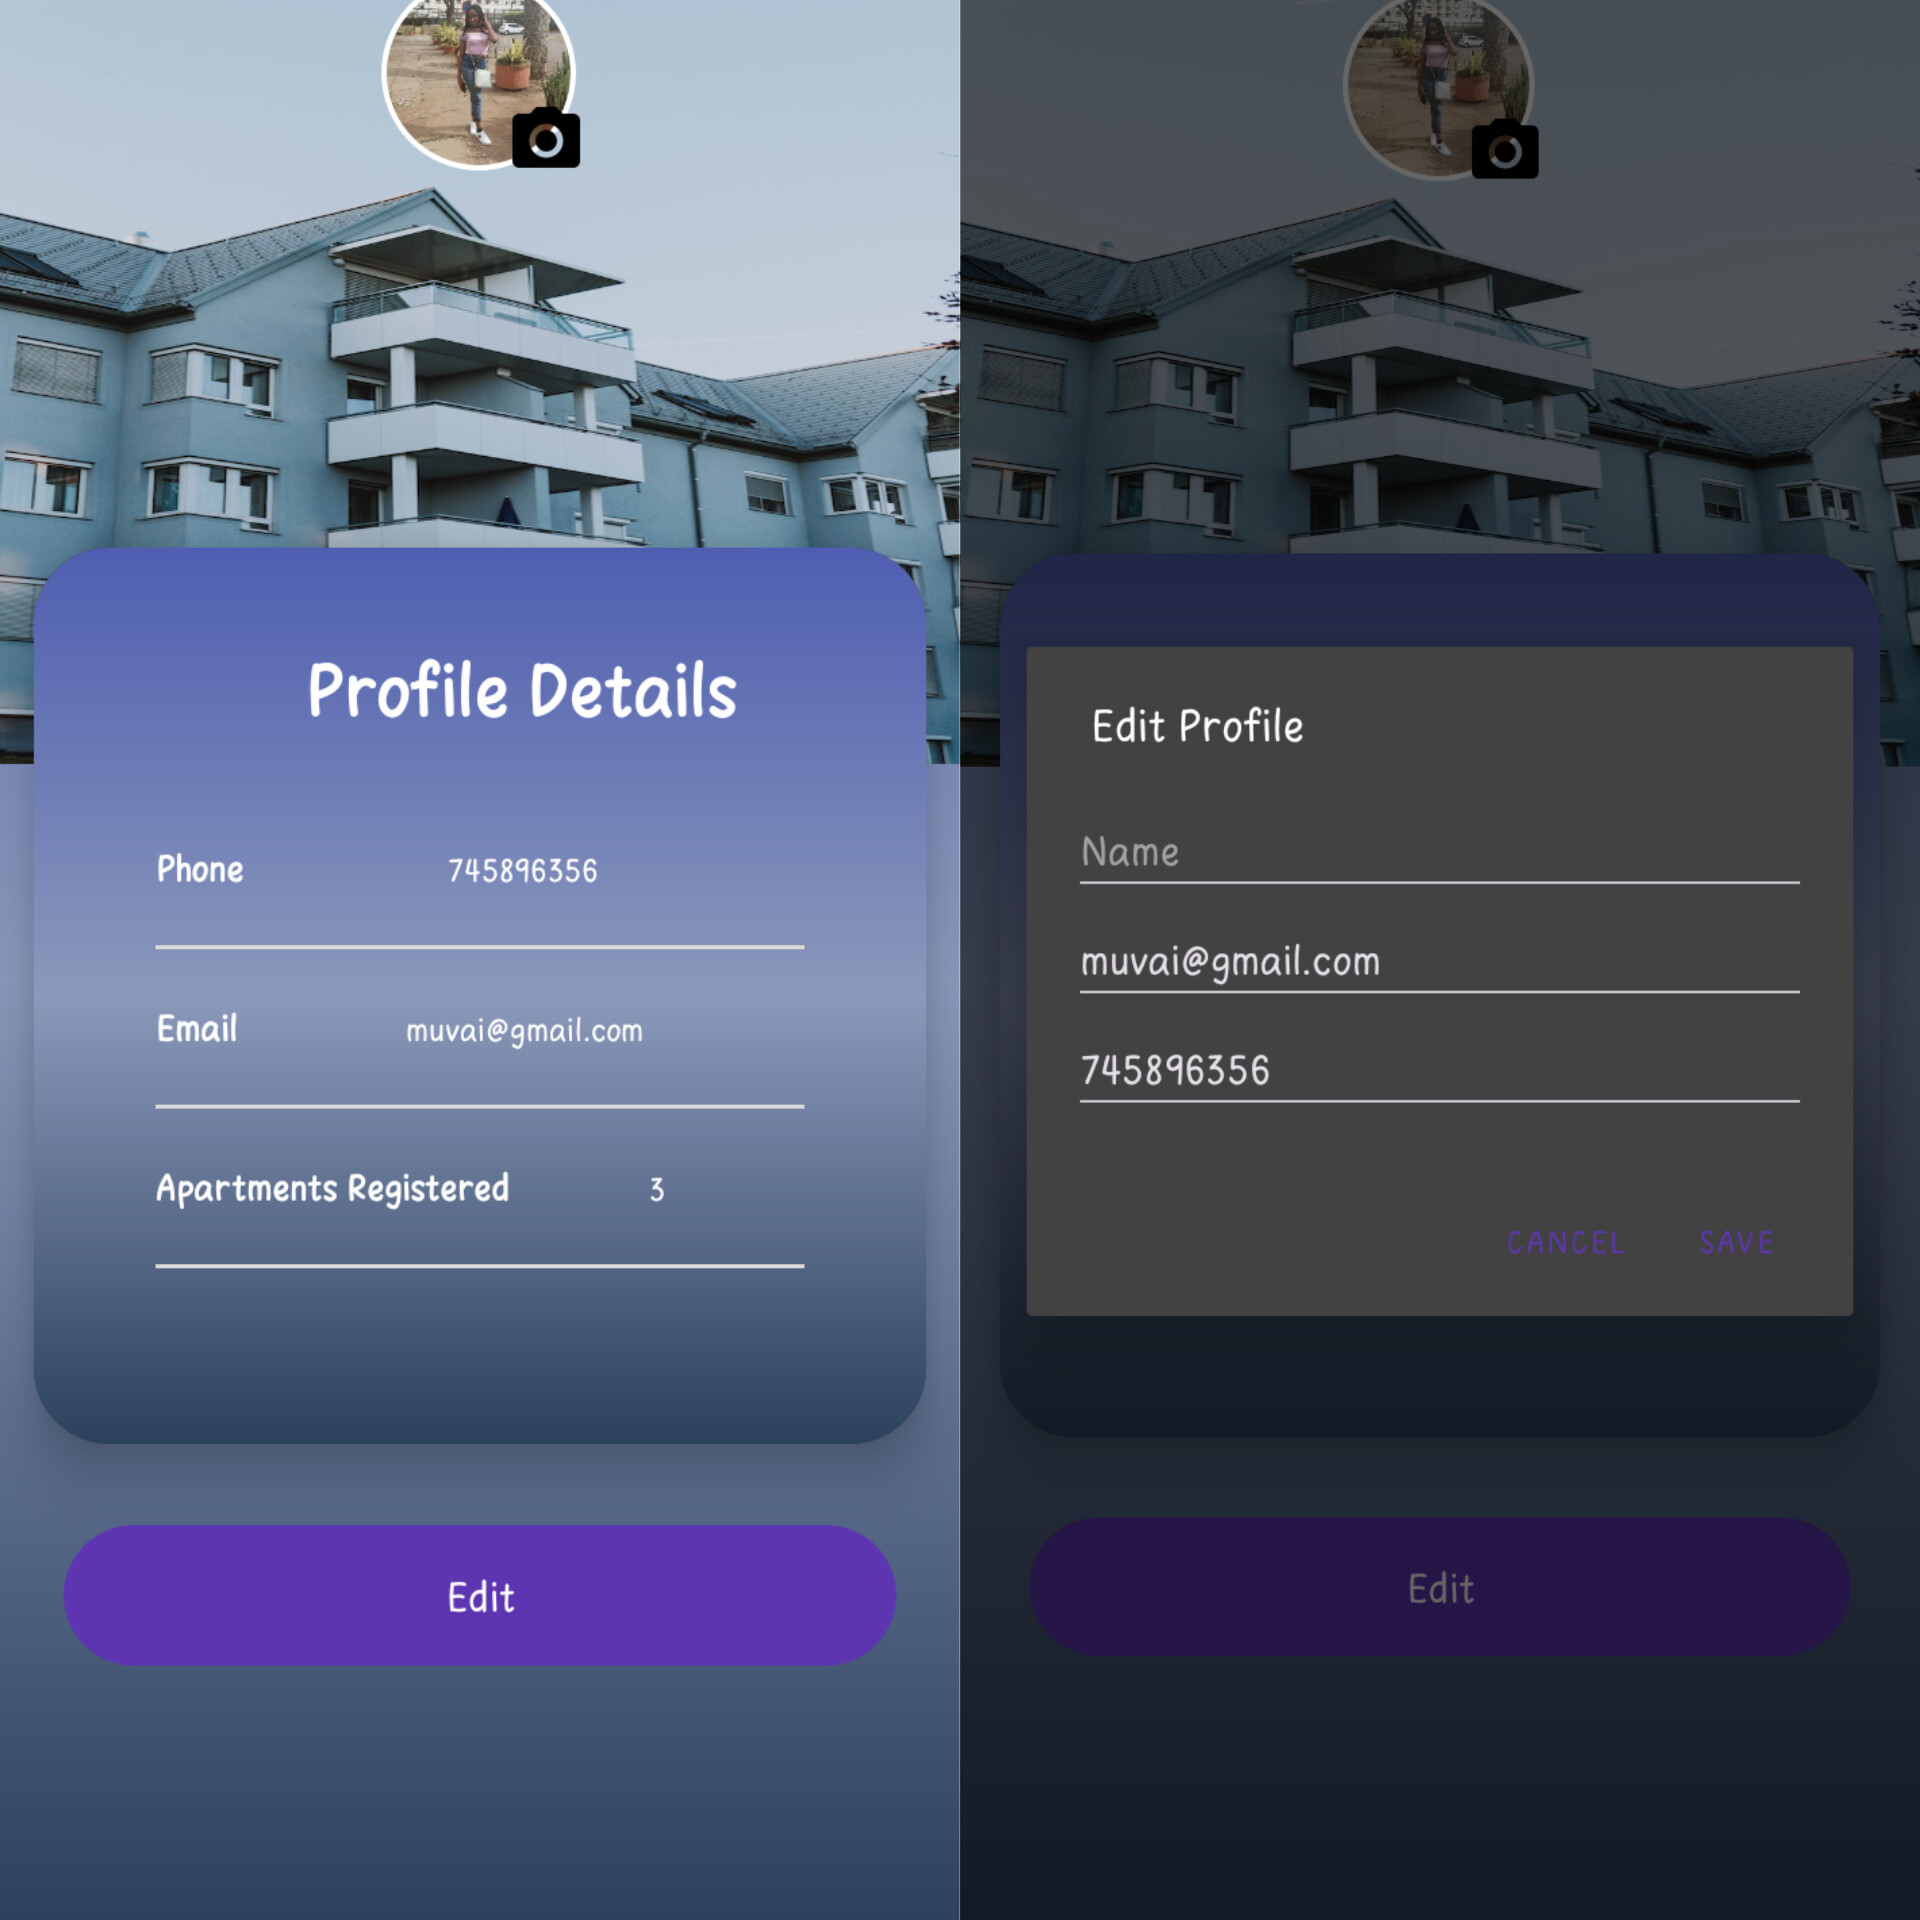 Profile Details
Phone 745896356
Email muvai@gmail.com
Apartments Registered 3
Edit
Edit Profile
Name
muvai@gmail.com
745896356
CANCEL SAVE
Edit